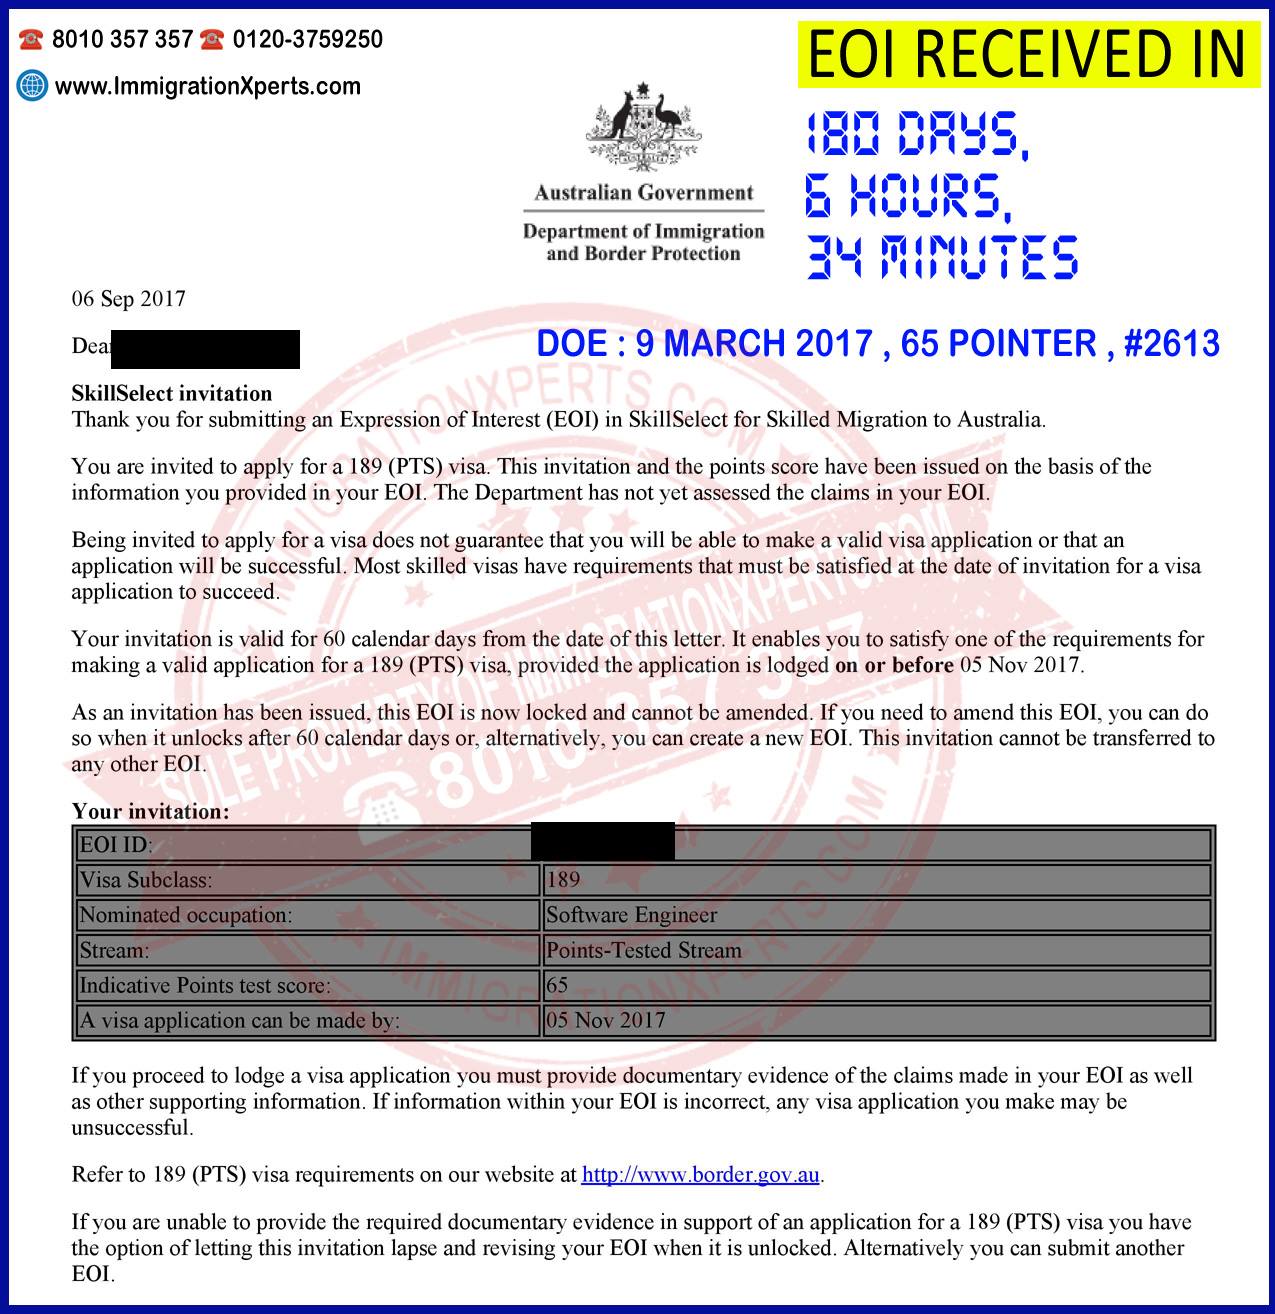 ☎ 8010 357 357 ☎ 0120-3759250
www.ImmigrationXperts.com
EOI RECEIVED IN
180 DAYS,
6 HOURS,
34 MINUTES
AUSTRALIA
Australian Government
Department of Immigration
and Border Protection
06 Sep 2017
Dear
DOE : 9 MARCH 2017 , 65 POINTER , #2613
SkillSelect invitation
Thank you for submitting an Expression of Interest (EOI) in SkillSelect for Skilled Migration to Australia.
You are invited to apply for a 189 (PTS) visa. This invitation and the points score have been issued on the basis of the
information you provided in your EOI. The Department has not yet assessed the claims in your EOI.
Being invited to apply for a visa does not guarantee that you will be able to make a valid visa application or that an
application will be successful. Most skilled visas have requirements that must be satisfied at the date of invitation for a visa
application to succeed.
Your invitation is valid for 60 calendar days from the date of this letter. It enables you to satisfy one of the requirements for
making a valid application for a 189 (PTS) visa, provided the application is lodged on or before 05 Nov 2017.
As an invitation has been issued, this EOI is now locked and cannot be amended. If you need to amend this EOI, you can do
so when it unlocks after 60 calendar days or, alternatively, you can create a new EOI. This invitation cannot be transferred to
any other EOI.
Your invitation:
EOI ID:
Visa Subclass: 189
Nominated occupation: Software Engineer
Stream: Points-Tested Stream
Indicative Points test score: 65
A visa application can be made by: 05 Nov 2017
If you proceed to lodge a visa application you must provide documentary evidence of the claims made in your EOI as well
as other supporting information. If information within your EOI is incorrect, any visa application you make may be
unsuccessful.
Refer to 189 (PTS) visa requirements on our website at http://www.border.gov.au.
If you are unable to provide the required documentary evidence in support of an application for a 189 (PTS) visa you have
the option of letting this invitation lapse and revising your EOI when it is unlocked. Alternatively you can submit another
EOI.
IMMIGRATIONXPERTS.COM
SOLE PROPERTY OF IMMIGRATIONXPERTS.COM
☎ 8010 357 357
IMMIGRATIONXPERTS.COM